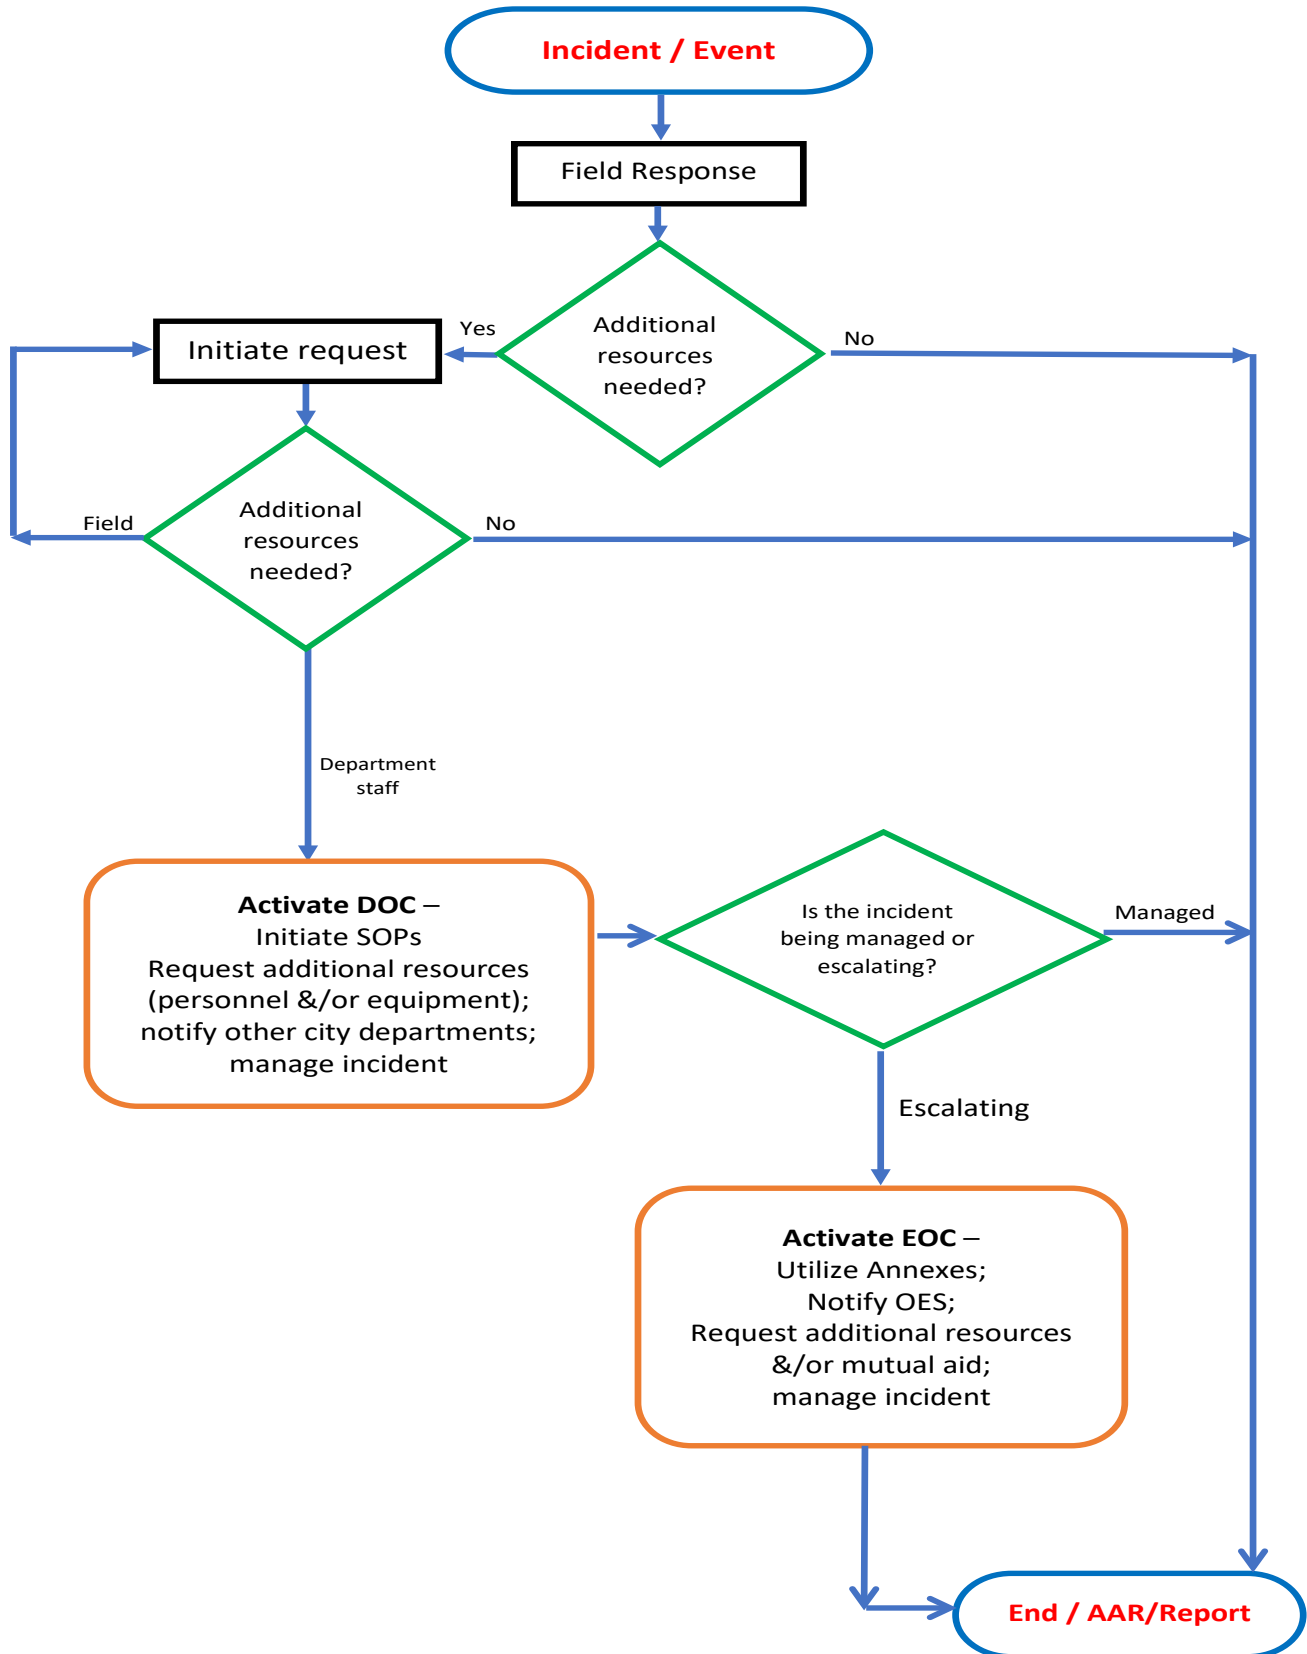 Incident / Event
Field Response
Additional
resources
needed?
Yes
No
Initiate request
Additional
resources
needed?
Field
No
Department
staff
Activate DOC –
Initiate SOPs
Request additional resources
(personnel &/or equipment);
notify other city departments;
manage incident
Is the incident
being managed or
escalating?
Managed
Escalating
Activate EOC –
Utilize Annexes;
Notify OES;
Request additional resources
&/or mutual aid;
manage incident
End / AAR/Report